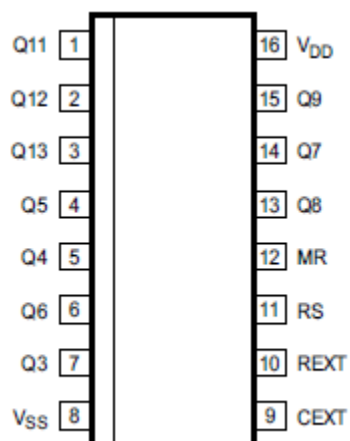 Q11 1 16 VDD
Q12 2 15 Q9
Q13 3 14 Q7
Q5 4 13 Q8
Q4 5 12 MR
Q6 6 11 RS
Q3 7 10 REXT
VSS 8 9 CEXT